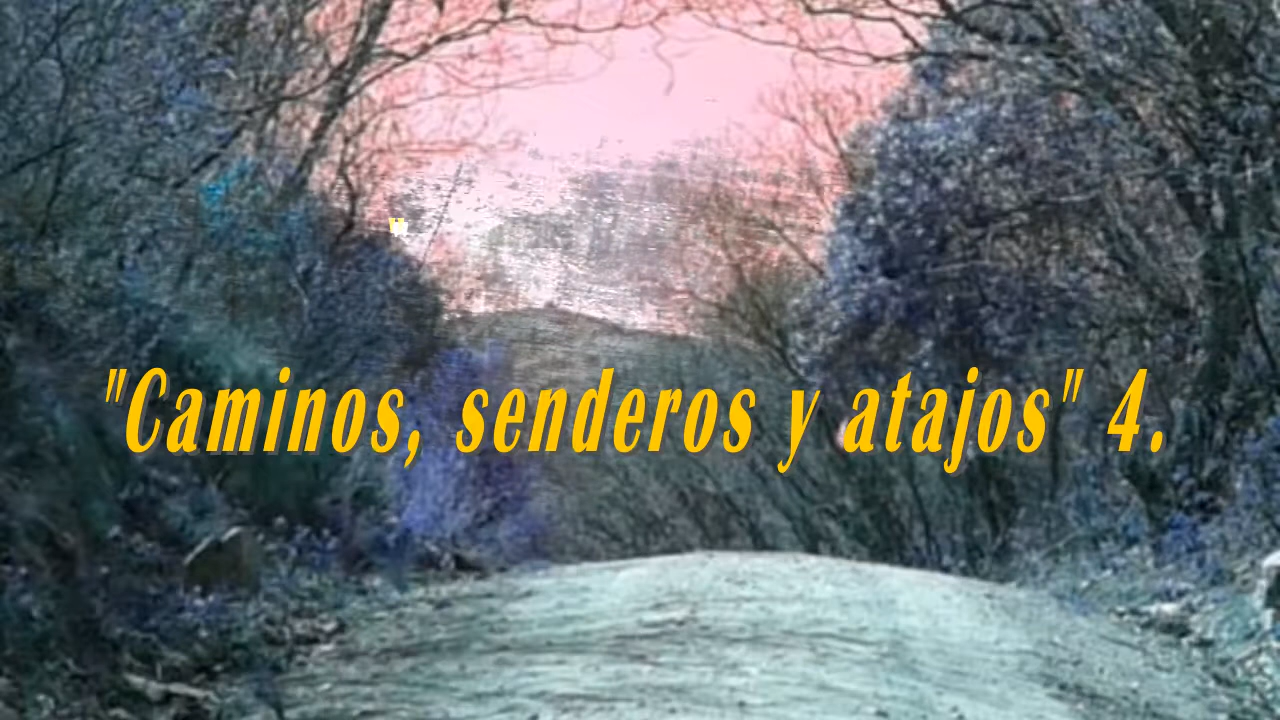 "
"Caminos, senderos y atajos" 4.